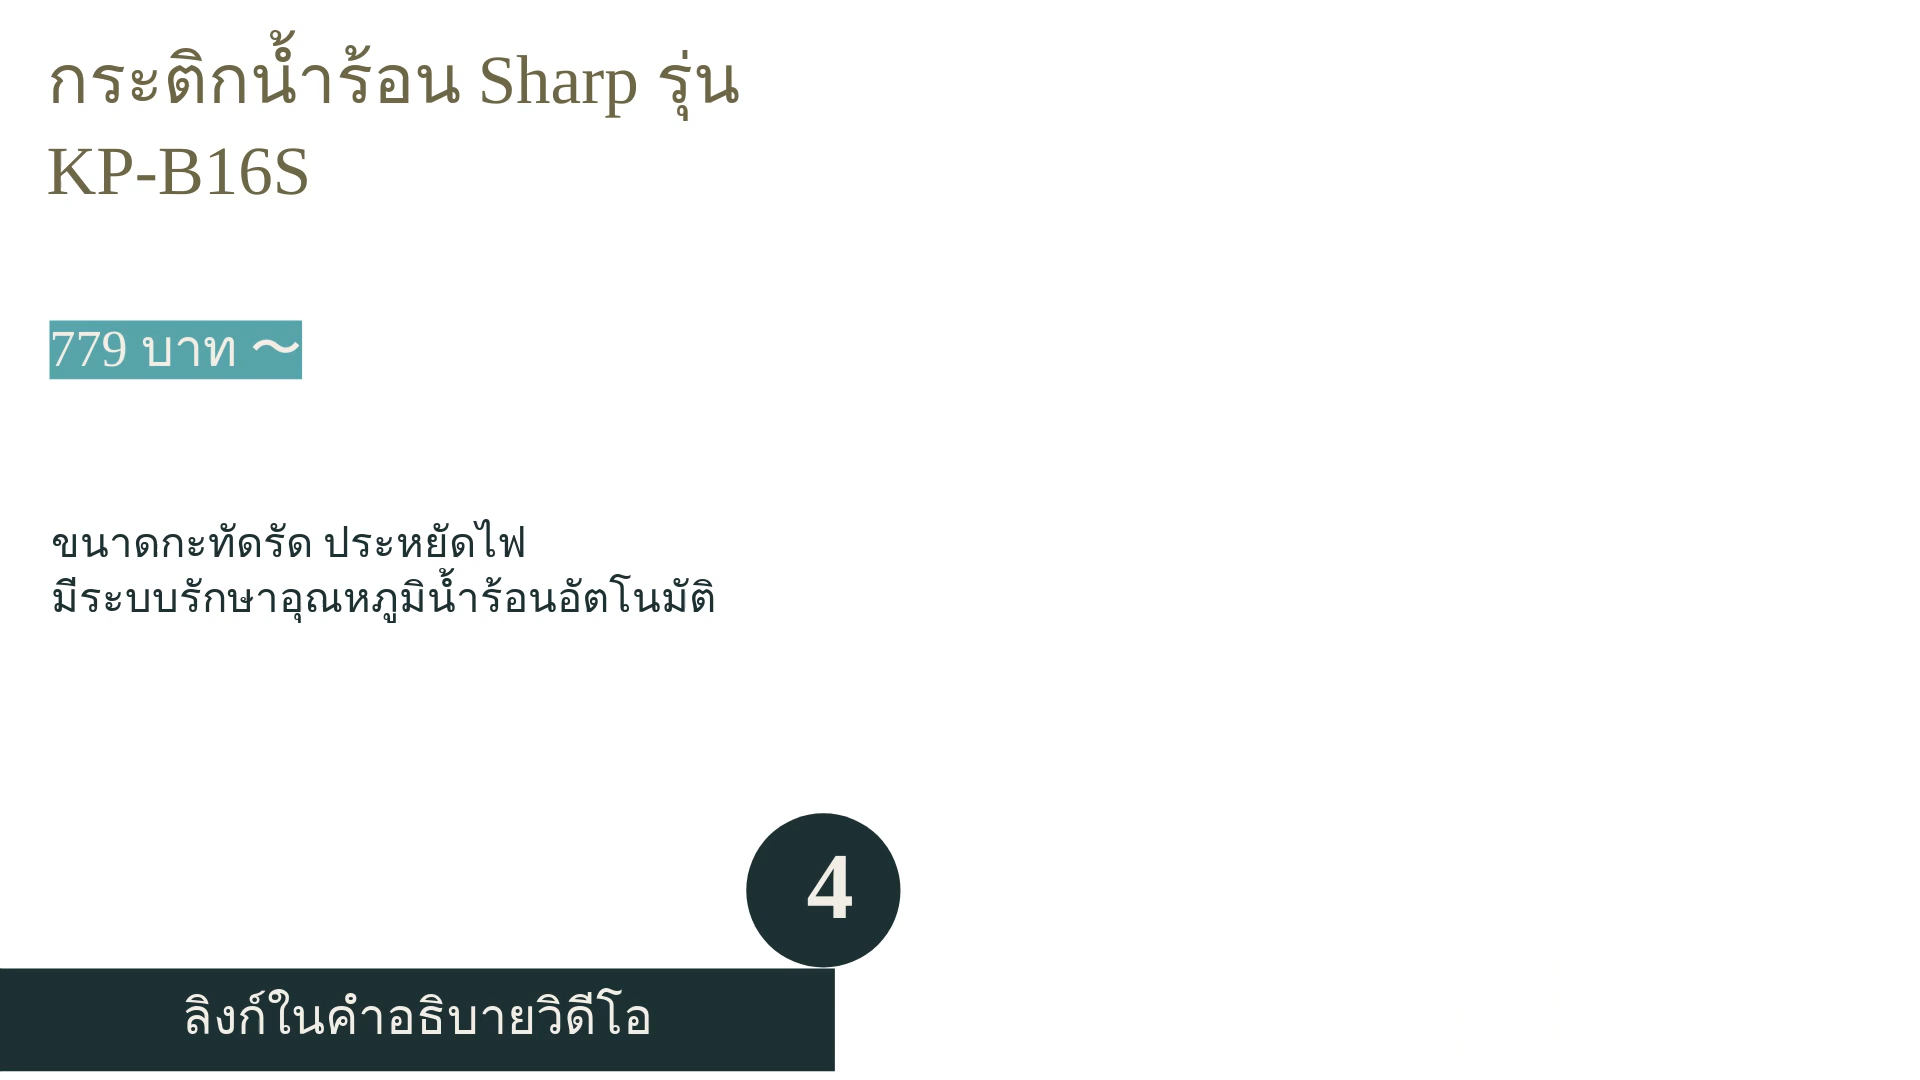 กระติกน้ำร้อน Sharp รุ่น
KP-B16S
779 บาท ～
ขนาดกะทัดรัด ประหยัดไฟ
มีระบบรักษาอุณหภูมิน้ำร้อนอัตโนมัติ
4
ลิงก์ในคำอธิบายวิดีโอ